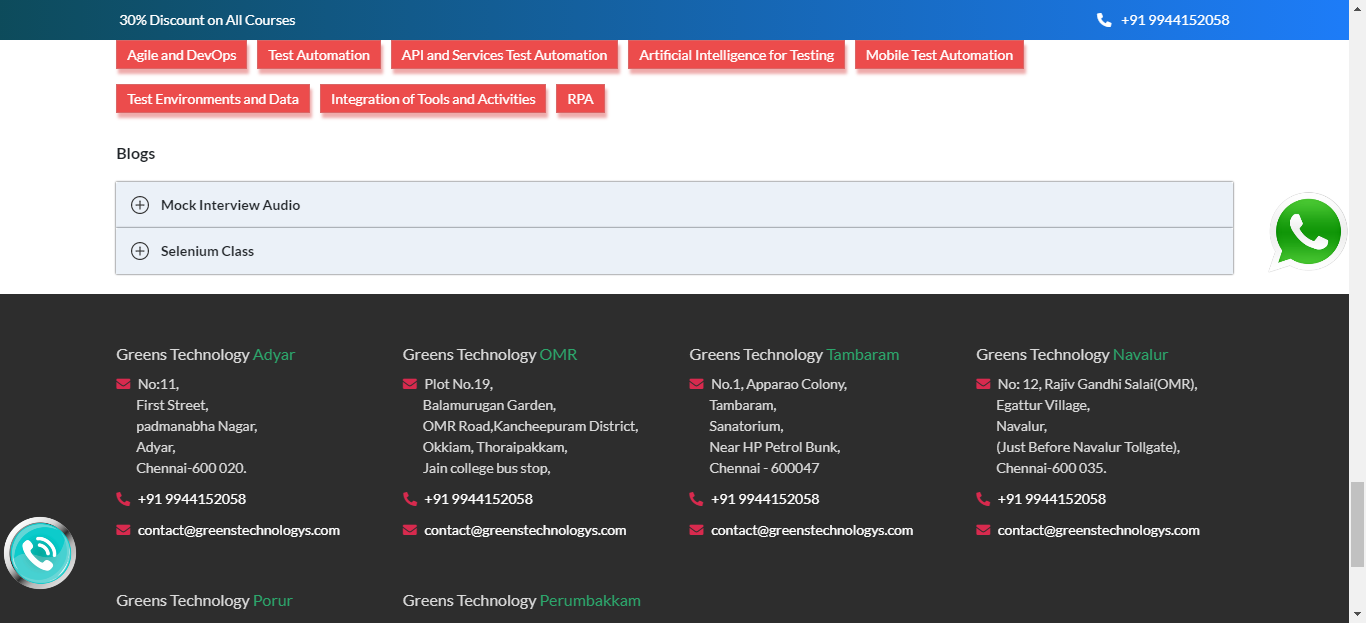 30% Discount on All Courses
+91 9944152058
Agile and DevOps
Test Automation
API and Services Test Automation
Artificial Intelligence for Testing
Mobile Test Automation
Test Environments and Data
Integration of Tools and Activities
RPA
Blogs
Mock Interview Audio
Selenium Class
Greens Technology Adyar
No:11,
First Street,
padmanabha Nagar,
Adyar,
Chennai-600 020.
+91 9944152058
contact@greenstechnologys.com
Greens Technology OMR
Plot No.19,
Balamurugan Garden,
OMR Road,Kancheepuram District,
Okkiam, Thoraipakkam,
Jain college bus stop,
+91 9944152058
contact@greenstechnologys.com
Greens Technology Tambaram
No.1, Apparao Colony,
Tambaram,
Sanatorium,
Near HP Petrol Bunk,
Chennai - 600047
+91 9944152058
contact@greenstechnologys.com
Greens Technology Navalur
No: 12, Rajiv Gandhi Salai(OMR),
Egattur Village,
Navalur,
(Just Before Navalur Tollgate),
Chennai-600 035.
+91 9944152058
contact@greenstechnologys.com
Greens Technology Porur
Greens Technology Perumbakkam